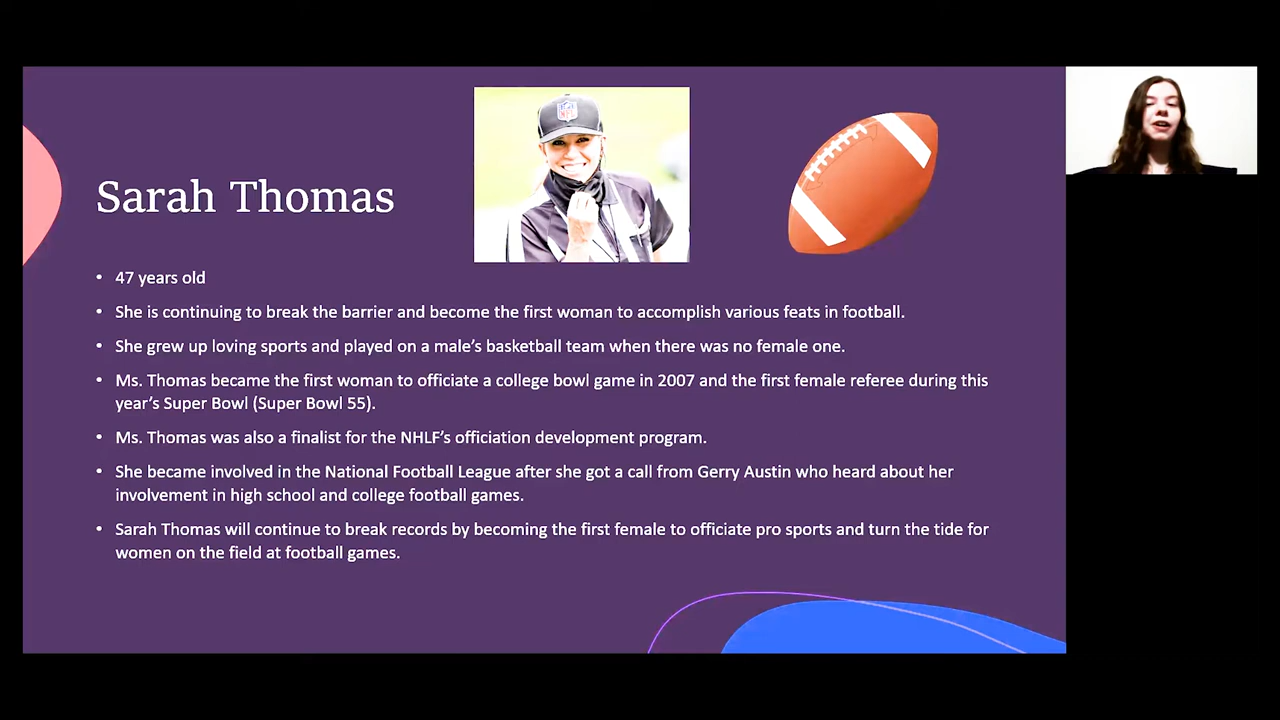 Sarah Thomas
• 47 years old
• She is continuing to break the barrier and become the first woman to accomplish various feats in football.
• She grew up loving sports and played on a male’s basketball team when there was no female one.
• Ms. Thomas became the first woman to officiate a college bowl game in 2007 and the first female referee during this
year’s Super Bowl (Super Bowl 55).
• Ms. Thomas was also a finalist for the NHLF’s officiation development program.
• She became involved in the National Football League after she got a call from Gerry Austin who heard about her
involvement in high school and college football games.
• Sarah Thomas will continue to break records by becoming the first female to officiate pro sports and turn the tide for
women on the field at football games.